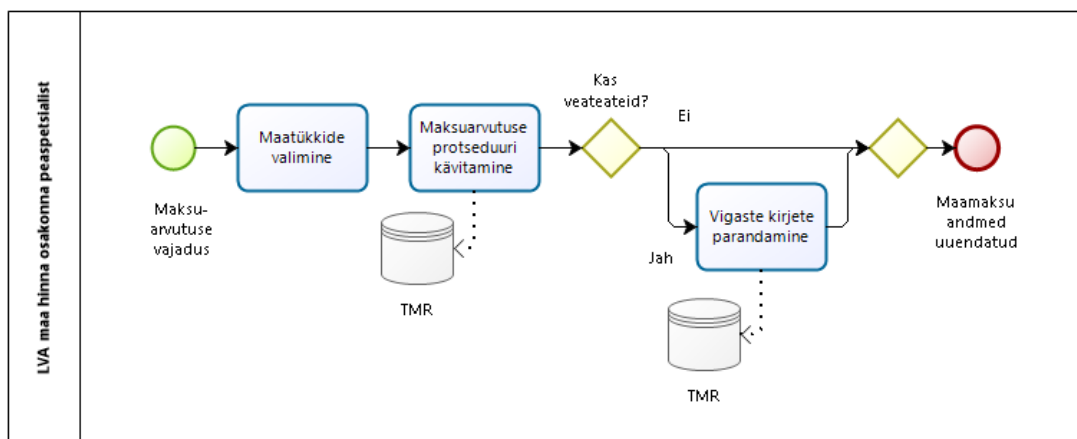 LVA maa hinna osakonna peaspetsialist
Maksu-
arvutuse
vajadus
Maatükkide
valimine
Maksuarvutuse
protseduuri
kävitamine
TMR
Kas
veateateid?
Ei
Jah
Vigaste kirjete
parandamine
TMR
Maamaksu
andmed
uuendatud